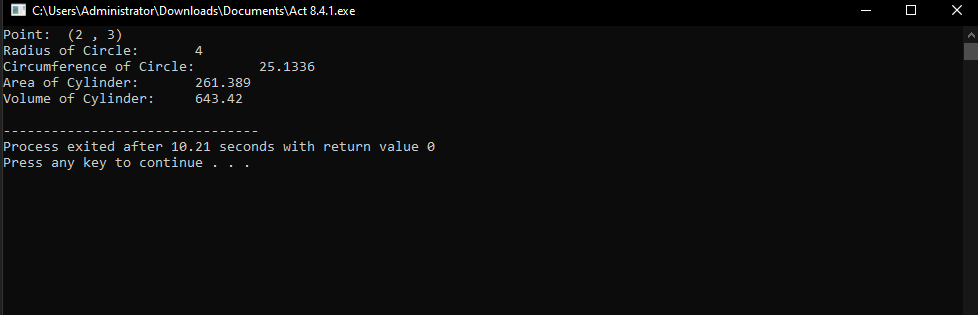 C:\Users\Administrator\Downloads\Documents\Act 8.4.1.exe
Point:  (2 , 3)
Radius of Circle:       4
Circumference of Circle:        25.1336
Area of Cylinder:       261.389
Volume of Cylinder:     643.42
--------------------------------
Process exited after 10.21 seconds with return value 0
Press any key to continue . . .